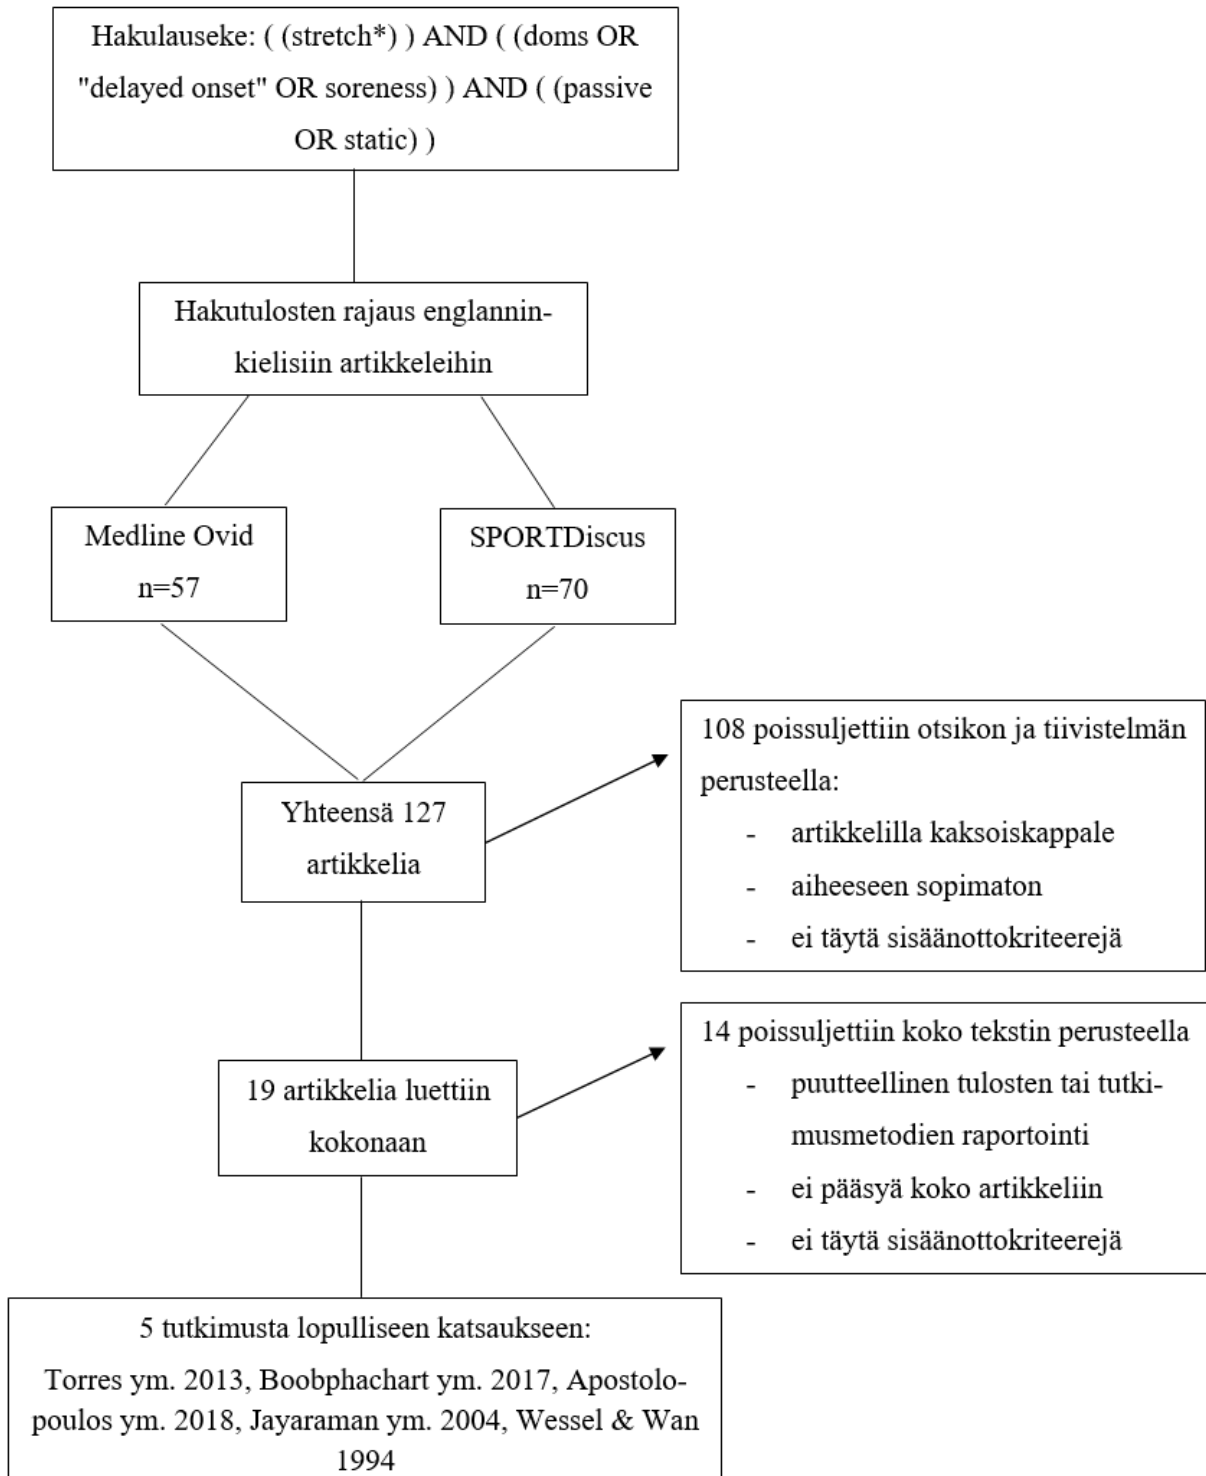 Hakulauseke: ( (stretch*) ) AND ( (doms OR
"delayed onset" OR soreness) ) AND ( (passive
OR static) )
Hakutulosten rajaus englannin-
kielisiin artikkeleihin
Medline Ovid
n=57
SPORTDiscus
n=70
Yhteensä 127
artikkelia
108 poissuljettiin otsikon ja tiivistelmän
perusteella:
- artikkelilla kaksoiskappale
- aiheeseen sopimaton
- ei täytä sisäänottokriteerejä
19 artikkelia luettiin
kokonaan
14 poissuljettiin koko tekstin perusteella
- puutteellinen tulosten tai tutki-
musmetodien raportointi
- ei pääsyä koko artikkeliin
- ei täytä sisäänottokriteerejä
5 tutkimusta lopulliseen katsaukseen:
Torres ym. 2013, Boobphachart ym. 2017, Apostolo-
poulos ym. 2018, Jayaraman ym. 2004, Wessel & Wan
1994